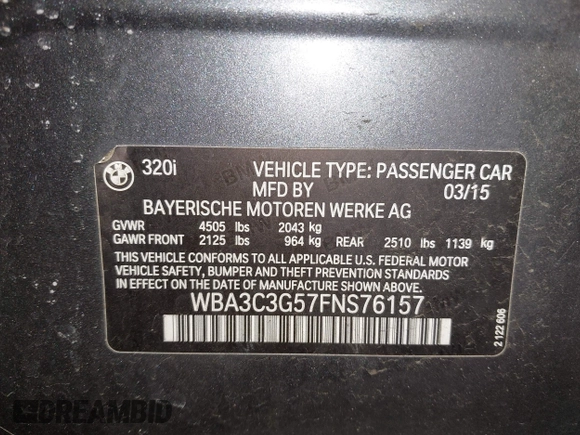 320i VEHICLE TYPE: PASSENGER CAR
MFD BY 03/15
BAYERISCHE MOTOREN WERKE AG
GVWR 4505 lbs 2043 kg
GAWR FRONT 2125 lbs 964 kg REAR 2510 lbs 1139 kg
THIS VEHICLE CONFORMS TO ALL APPLICABLE U.S. FEDERAL MOTOR
VEHICLE SAFETY, BUMPER AND THEFT PREVENTION STANDARDS
IN EFFECT ON THE DATE OF MANUFACTURE SHOWN ABOVE.
WBA3C3G57FNS76157
2 122 606
DREAMBID